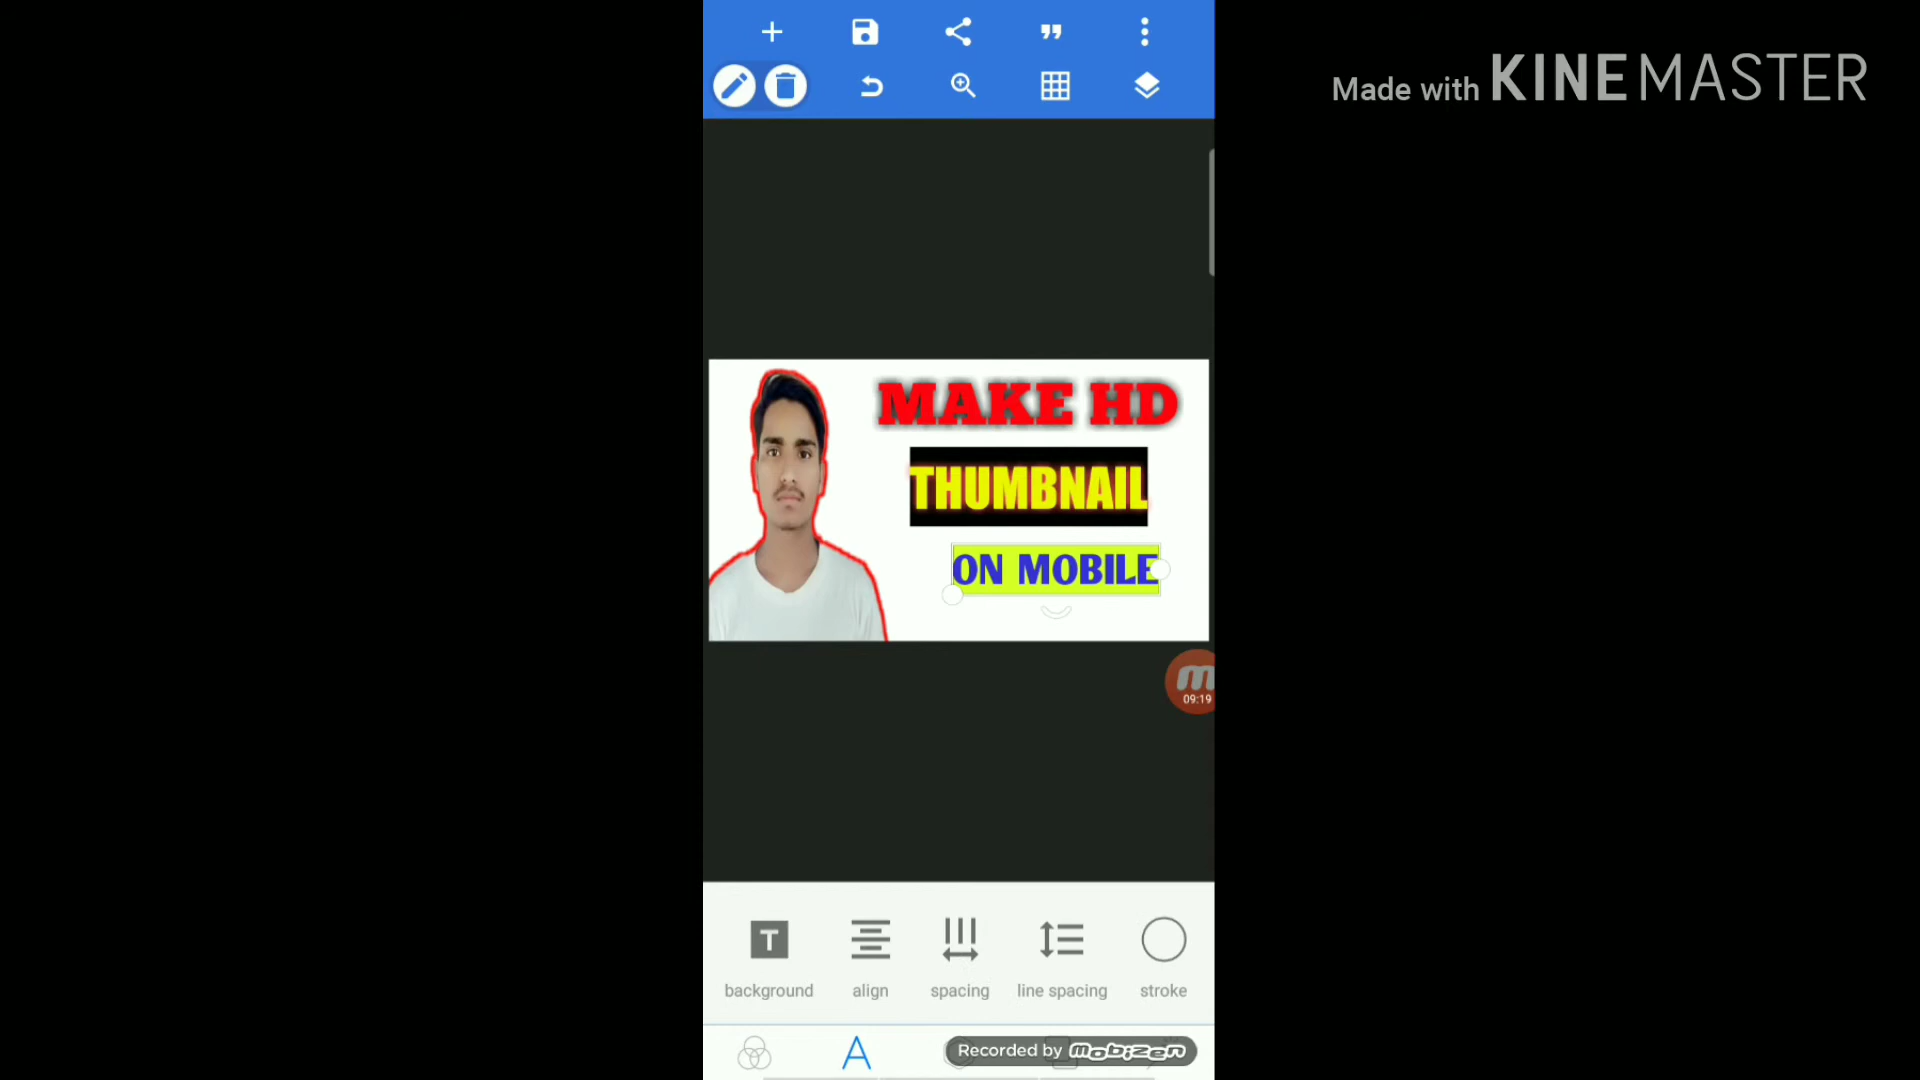 Made with KINEMASTER
MAKE HD
THUMBNAIL
ON MOBILE
09:19
background align spacing line spacing stroke
Recorded by mobizen